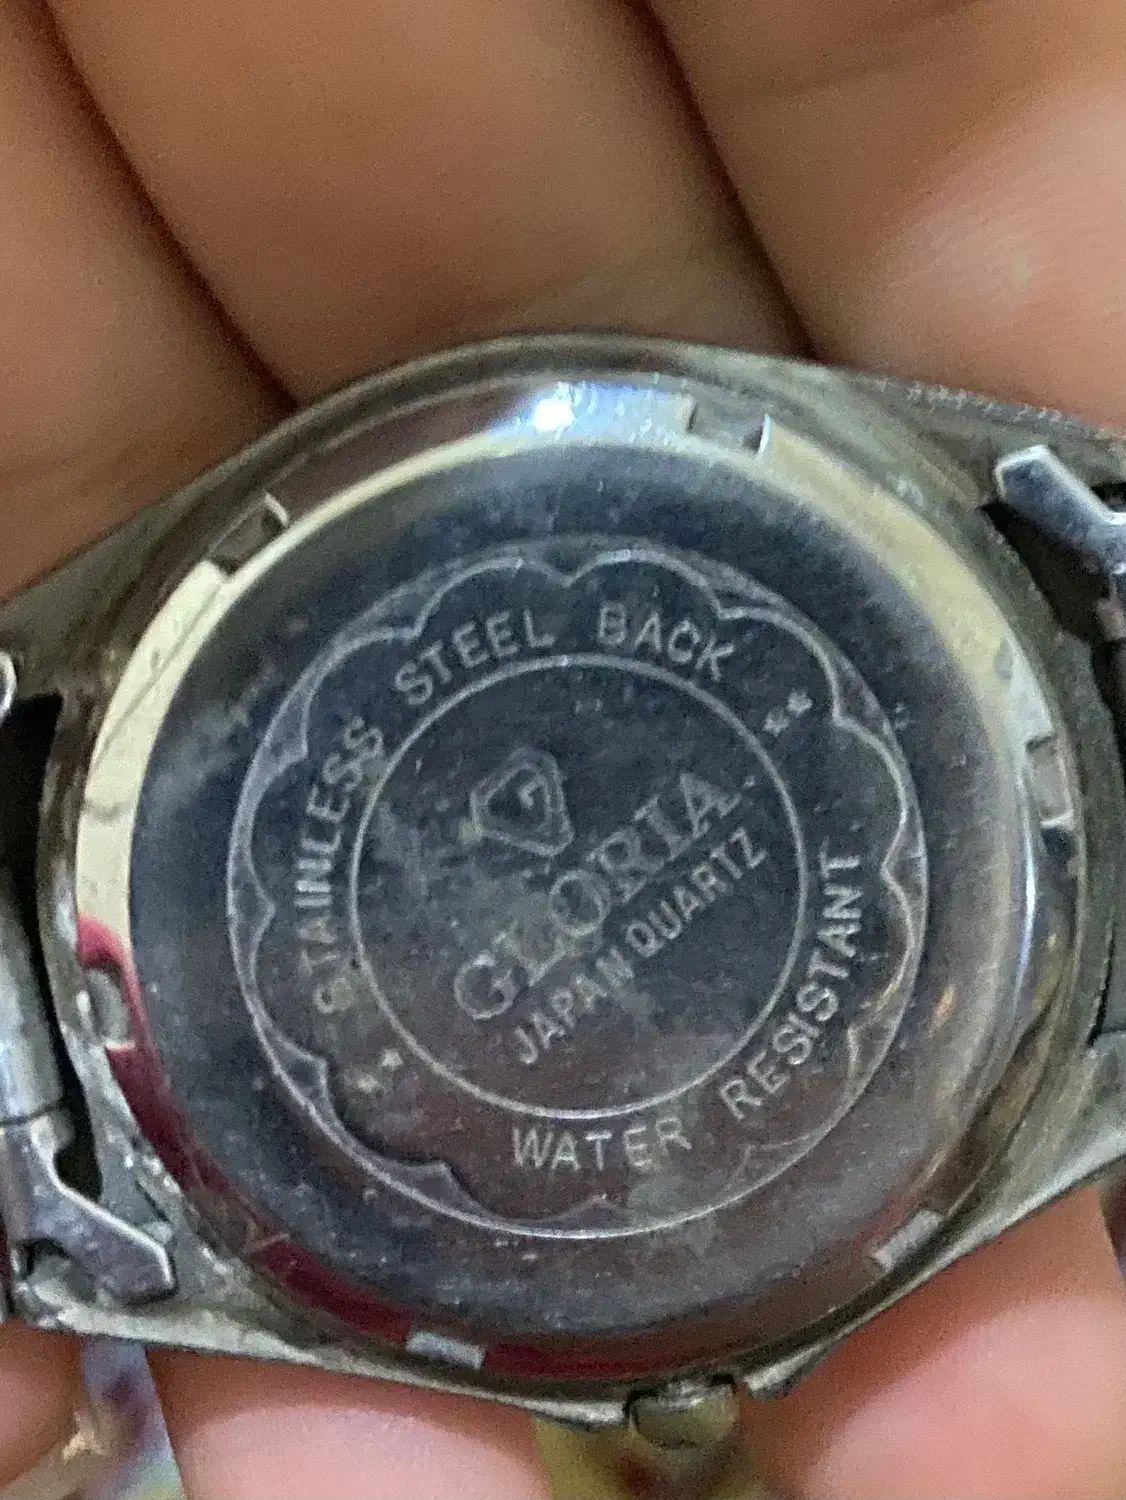 STAINLESS STEEL BACK
G
GLORIA
JAPAN QUARTZ
WATER RESISTANT